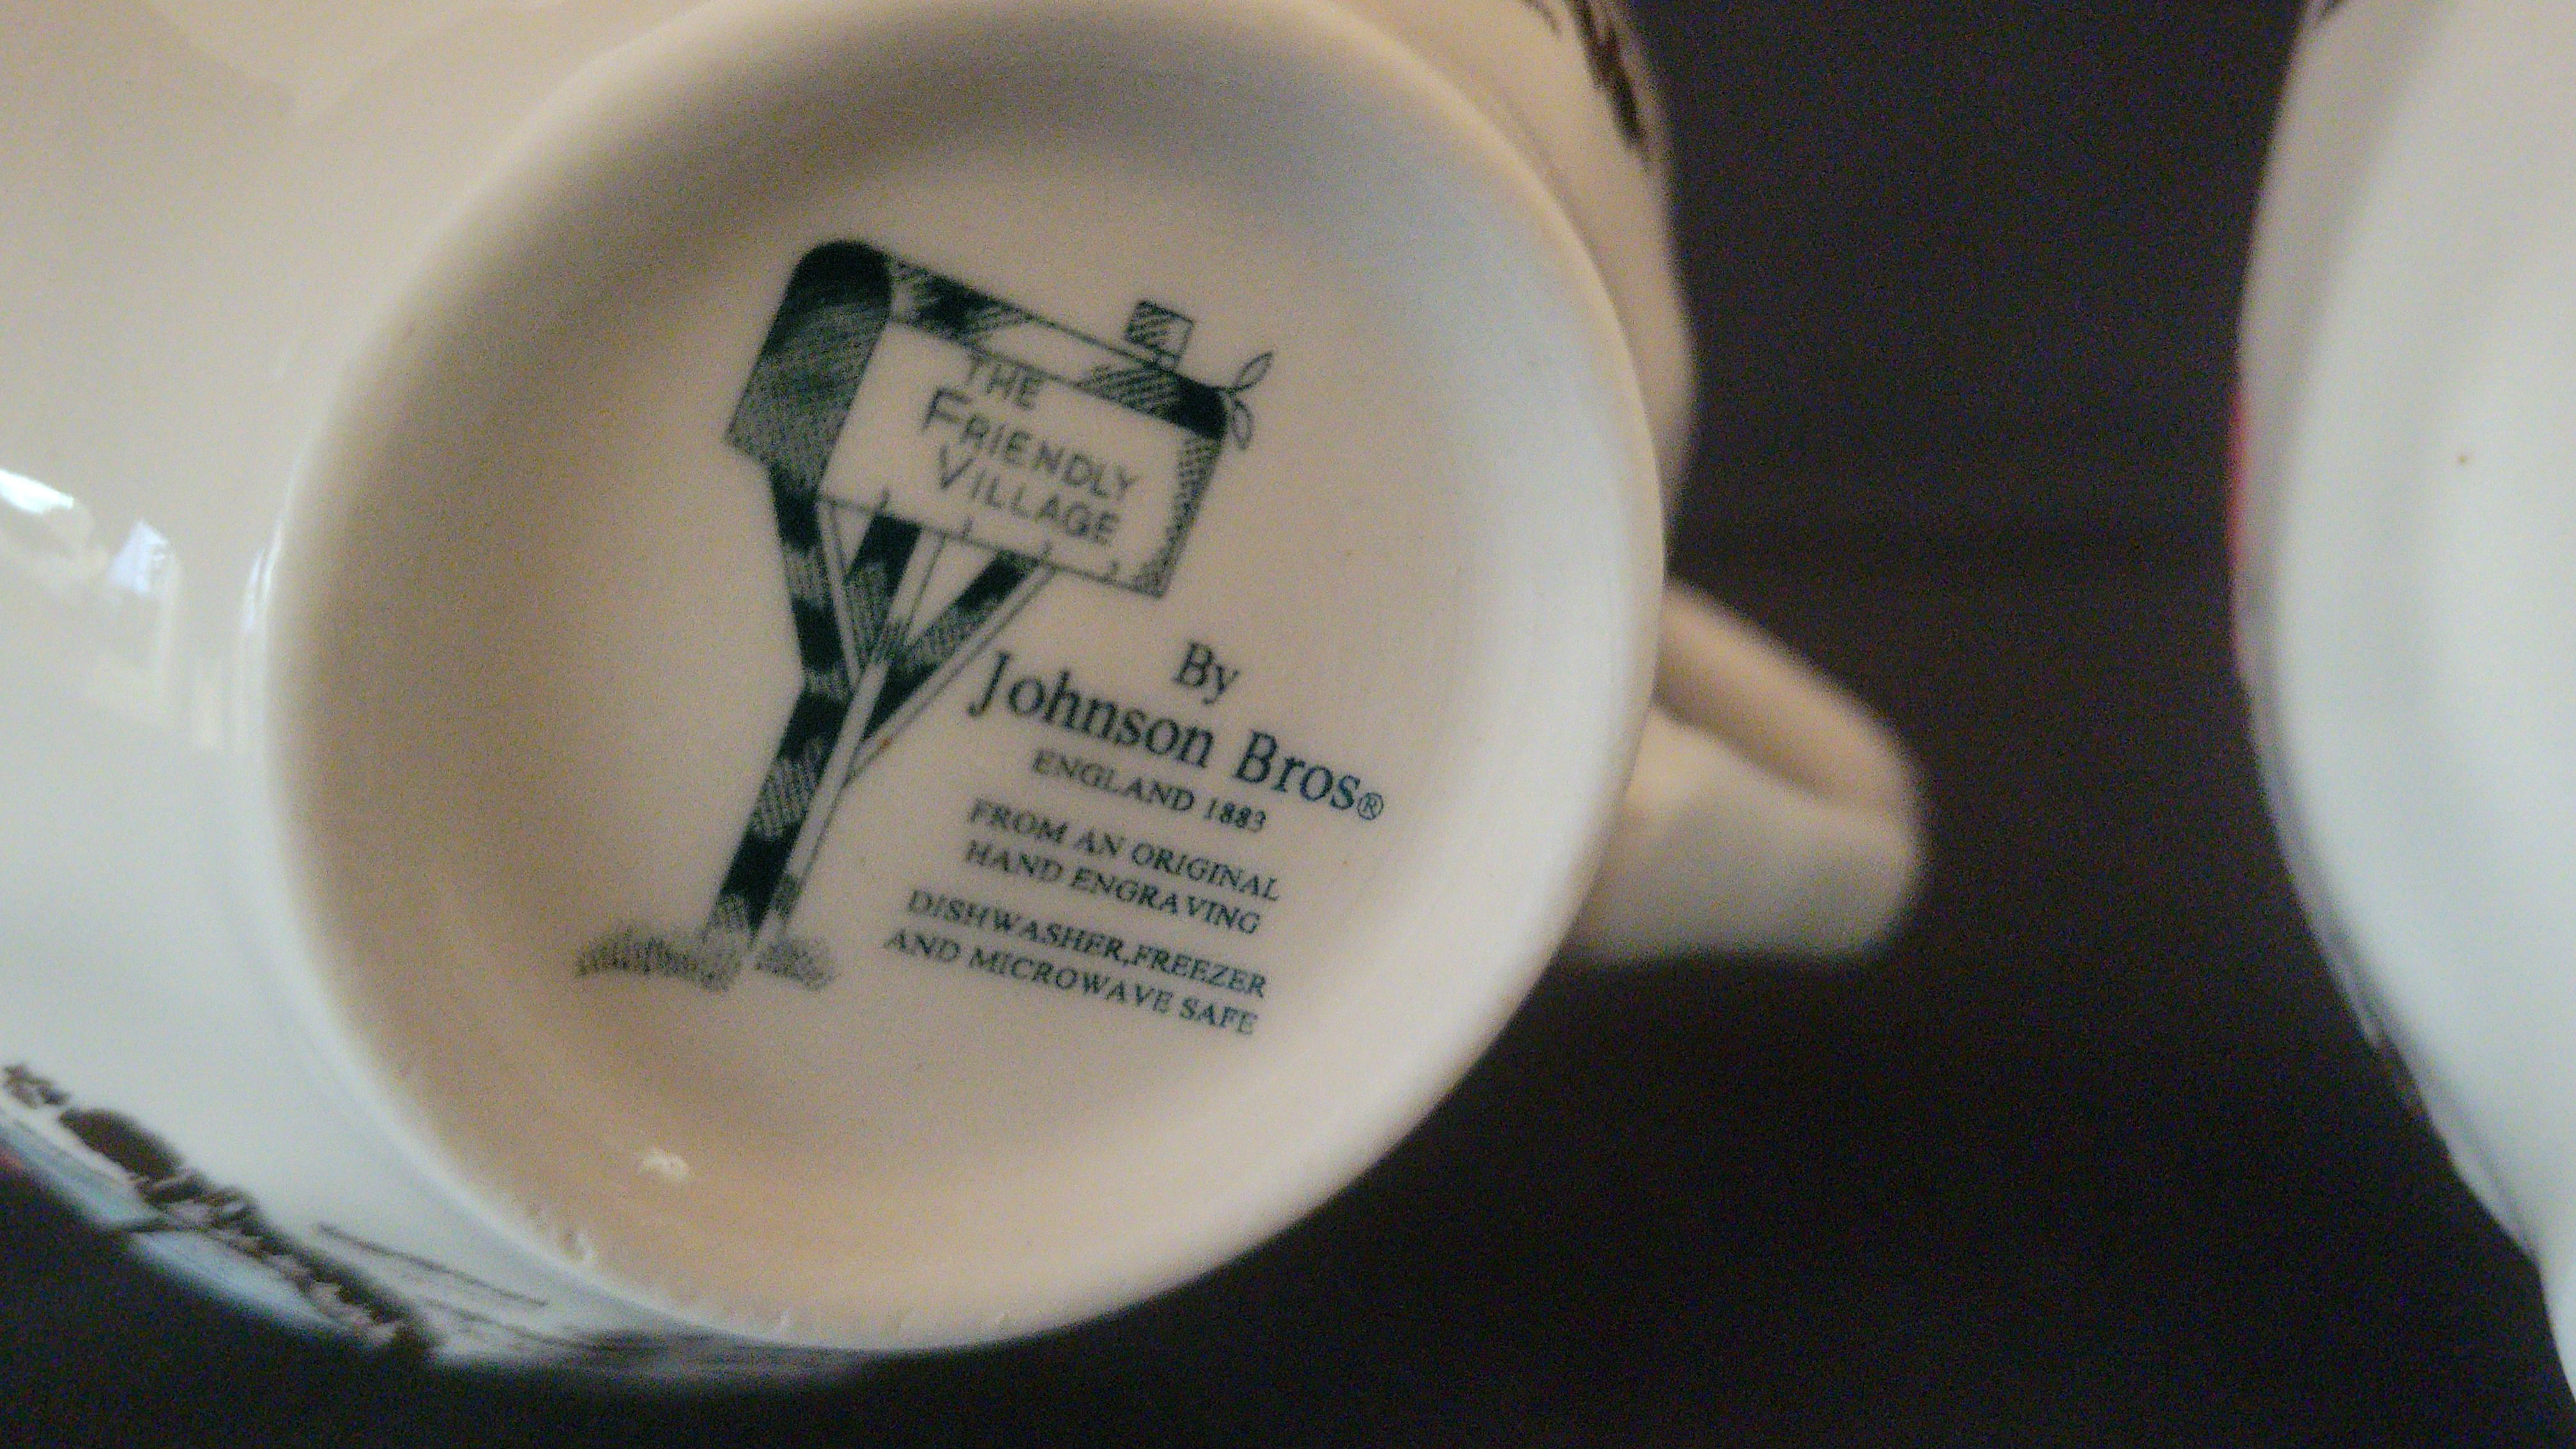 THE
FRIENDLY
VILLAGE
By
Johnson Bros®
ENGLAND 1883
FROM AN ORIGINAL
HAND ENGRAVING
DISHWASHER,FREEZER
AND MICROWAVE SAFE